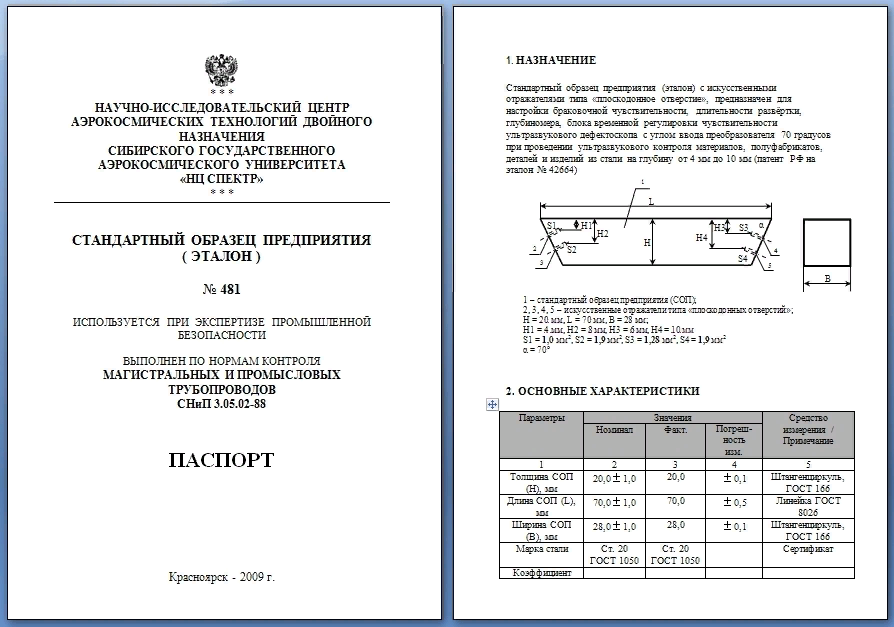 * * *
НАУЧНО-ИССЛЕДОВАТЕЛЬСКИЙ ЦЕНТР
АЭРОКОСМИЧЕСКИХ ТЕХНОЛОГИЙ ДВОЙНОГО
НАЗНАЧЕНИЯ
СИБИРСКОГО ГОСУДАРСТВЕННОГО
АЭРОКОСМИЧЕСКОГО УНИВЕРСИТЕТА
«НЦ СПЕКТР»
* * *
СТАНДАРТНЫЙ ОБРАЗЕЦ ПРЕДПРИЯТИЯ
( ЭТАЛОН )
№ 481
ИСПОЛЬЗУЕТСЯ ПРИ ЭКСПЕРТИЗЕ ПРОМЫШЛЕННОЙ
БЕЗОПАСНОСТИ
ВЫПОЛНЕН ПО НОРМАМ КОНТРОЛЯ
МАГИСТРАЛЬНЫХ И ПРОМЫСЛОВЫХ
ТРУБОПРОВОДОВ
СНиП 3.05.02-88
ПАСПОРТ
Красноярск - 2009 г.
1. НАЗНАЧЕНИЕ
Стандартный образец предприятия (эталон) с искусственными
отражателями типа «плоскодонное отверстие», предназначен для
настройки браковочной чувствительности, длительности развёртки,
глубиномера, блока временной регулировки чувствительности
ультразвукового дефектоскопа с углом ввода преобразователя 70 градусов
при проведении ультразвукового контроля материалов, полуфабрикатов,
деталей и изделий из стали на глубину от 4 мм до 10 мм (патент РФ на
эталон № 42664)
1
L
S1 H1 H3 S3 α
H2 H H4
2 S2 S4 4
3 5
B
1 – стандартный образец предприятия (СОП);
2, 3, 4, 5 – искусственные отражатели типа «плоскодонных отверстий»;
H = 20 мм, L = 70 мм, B = 28 мм;
H1 = 4 мм, H2 = 8 мм, H3 = 6 мм, H4 = 10 мм
S1 = 1,0 мм², S2 = 1,9 мм², S3 = 1,28 мм², S4 = 1,9 мм²
α = 70°
2. ОСНОВНЫЕ ХАРАКТЕРИСТИКИ
Параметры Значения Средство
измерения /
Примечание
Номинал Факт. Погреш-
ность
изм.
1 2 3 4 5
Толщина СОП
(Н), мм 20,0 ± 1,0 20,0 ± 0,1 Штангенциркуль,
ГОСТ 166
Длина СОП (L),
мм 70,0 ± 1,0 70,0 ± 0,5 Линейка ГОСТ
8026
Ширина СОП
(В), мм 28,0 ± 1,0 28,0 ± 0,1 Штангенциркуль,
ГОСТ 166
Марка стали Ст. 20
ГОСТ 1050 Ст. 20
ГОСТ 1050 Сертификат
Коэффициент